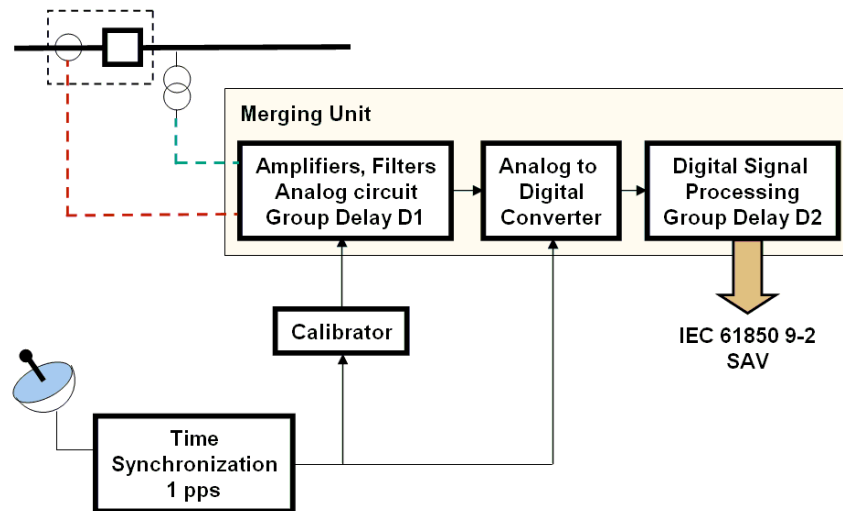 Merging Unit
Amplifiers, Filters
Analog circuit
Group Delay D1
Analog to
Digital
Converter
Digital Signal
Processing
Group Delay D2
Calibrator
IEC 61850 9-2
SAV
Time
Synchronization
1 pps